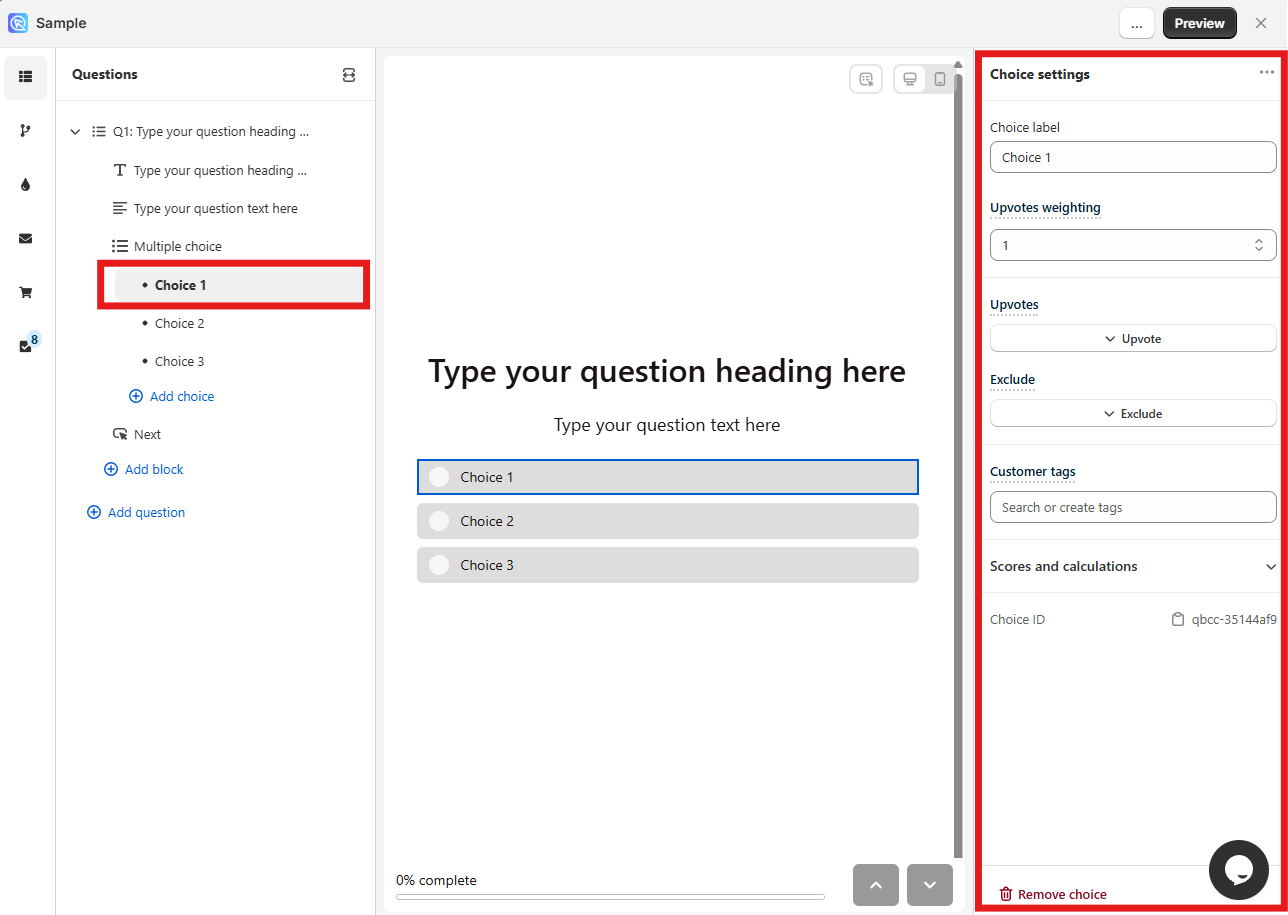 Sample
...
Preview
Questions
Q1: Type your question heading ...
Type your question heading ...
Type your question text here
Multiple choice
Choice 1
Choice 2
Choice 3
Add choice
Next
Add block
Add question
8
Type your question heading here
Type your question text here
Choice 1
Choice 2
Choice 3
0% complete
Choice settings
Choice label
Choice 1
Upvotes weighting
1
Upvotes
Upvote
Exclude
Exclude
Customer tags
Search or create tags
Scores and calculations
Choice ID qbcc-35144af9
Remove choice